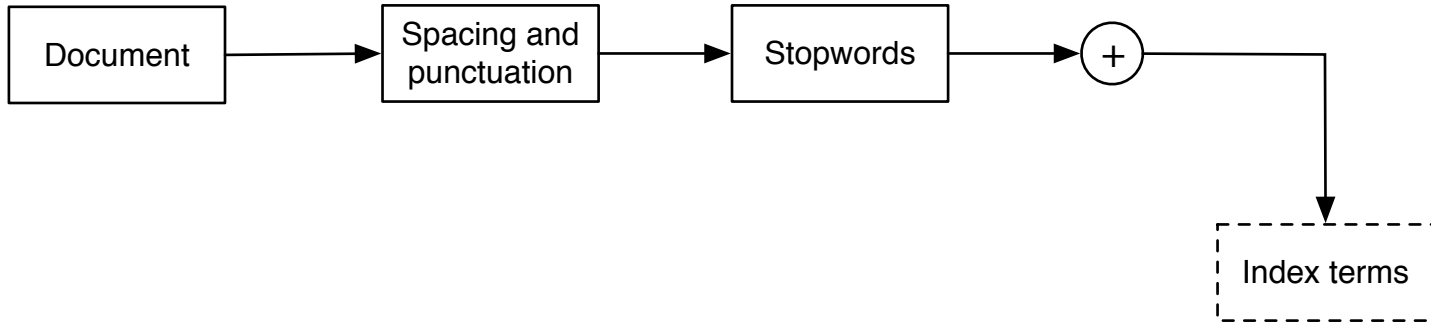 Document
Spacing and
punctuation
Stopwords
+
Index terms